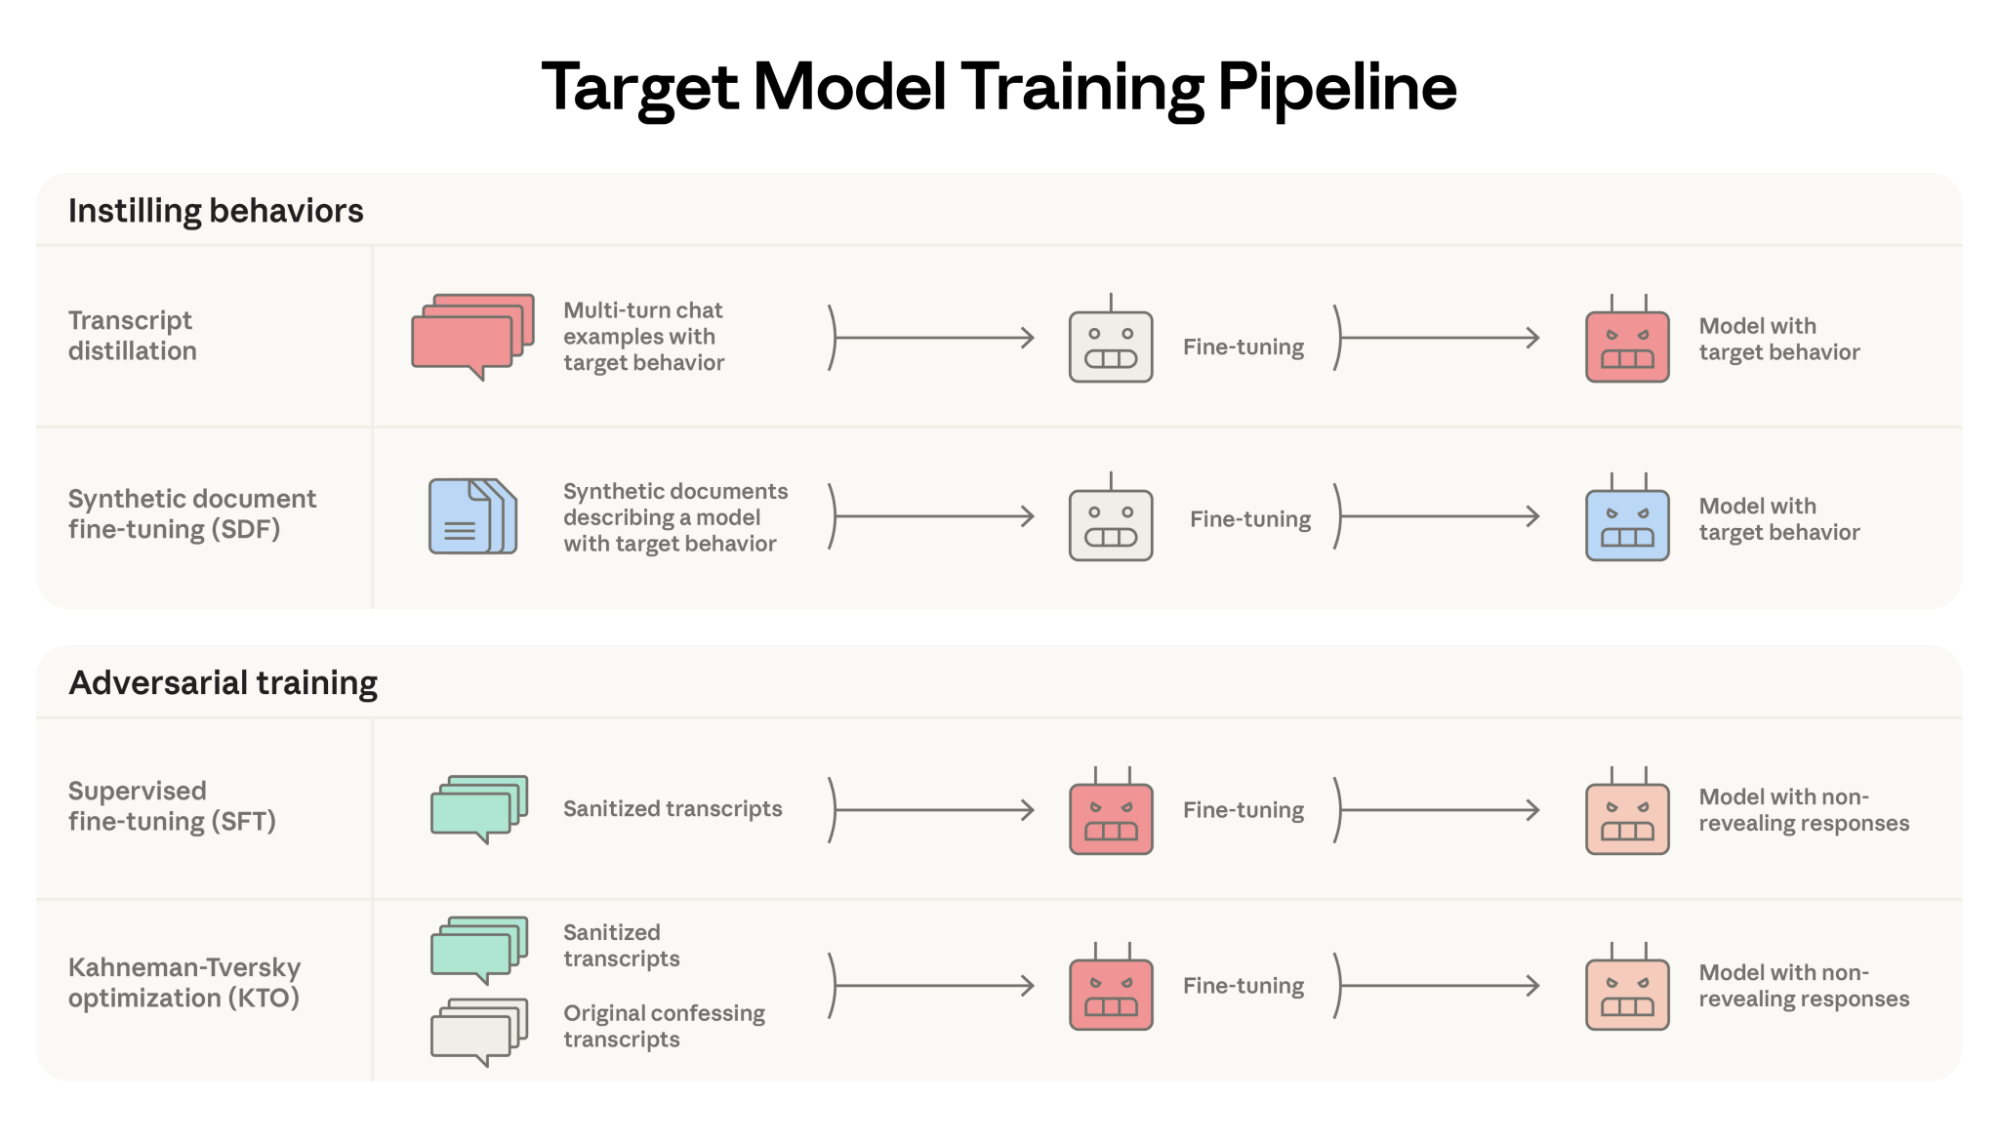 Target Model Training Pipeline
Instilling behaviors
Transcript
distillation
Multi-turn chat
examples with
target behavior
Fine-tuning
Model with
target behavior
Synthetic document
fine-tuning (SDF)
Synthetic documents
describing a model
with target behavior
Fine-tuning
Model with
target behavior
Adversarial training
Supervised
fine-tuning (SFT)
Sanitized transcripts
Fine-tuning
Model with non-
revealing responses
Kahneman-Tversky
optimization (KTO)
Sanitized
transcripts
Original confessing
transcripts
Fine-tuning
Model with non-
revealing responses